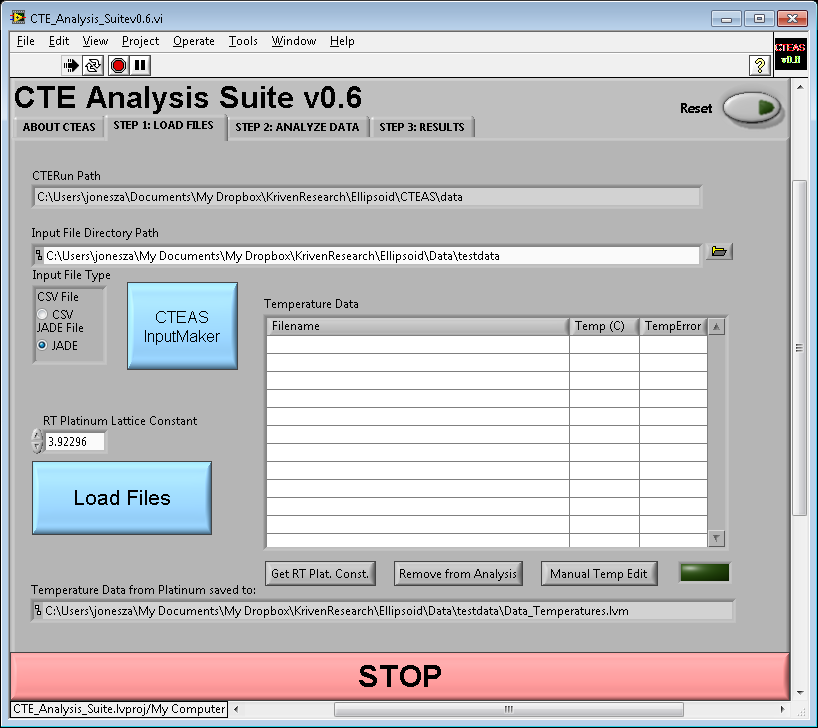 CTE_Analysis_Suitev0.6.vi
File Edit View Project Operate Tools Window Help
?
CTEAS
CTE Analysis Suite v0.6
Reset
ABOUT CTEAS STEP 1: LOAD FILES STEP 2: ANALYZE DATA STEP 3: RESULTS
CTERun Path
C:\Users\jonesza\Documents\My Dropbox\KrivenResearch\Ellipsoid\CTEAS\data
Input File Directory Path
C:\Users\jonesza\My Documents\My Dropbox\KrivenResearch\Ellipsoid\Data\testdata
Input File Type
CSV File
CSV
JADE File
JADE
CTEAS
InputMaker
Temperature Data
Filename Temp (C) TempError
RT Platinum Lattice Constant
3.92296
Load Files
Get RT Plat. Const. Remove from Analysis Manual Temp Edit
Temperature Data from Platinum saved to:
C:\Users\jonesza\My Documents\My Dropbox\KrivenResearch\Ellipsoid\Data\testdata\Data_Temperatures.lvm
STOP
CTE_Analysis_Suite.lvproj/My Computer